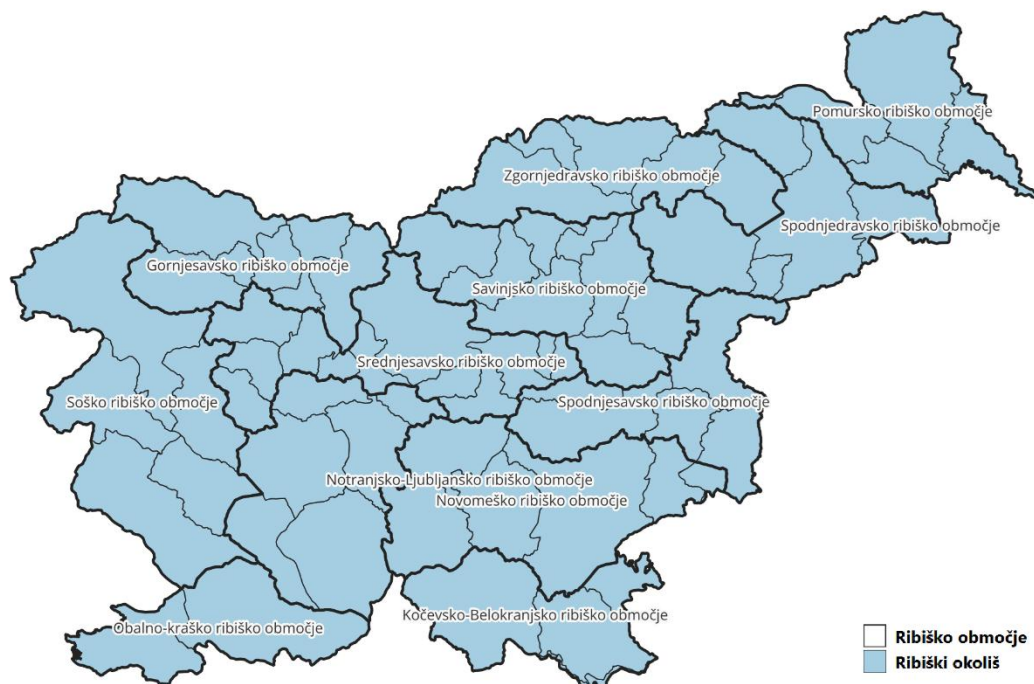 Pomursko ribiško območje
Zgornjedravsko ribiško območje
Spodnjedravsko ribiško območje
Gornjesavsko ribiško območje
Savinjsko ribiško območje
Srednjesavsko ribiško območje
Soško ribiško območje
Spodnjesavsko ribiško območje
Notranjsko-Ljubljansko ribiško območje
Novomeško ribiško območje
Kočevsko-Belokranjsko ribiško območje
Obalno-kraško ribiško območje
Ribiško območje
Ribiški okoliš